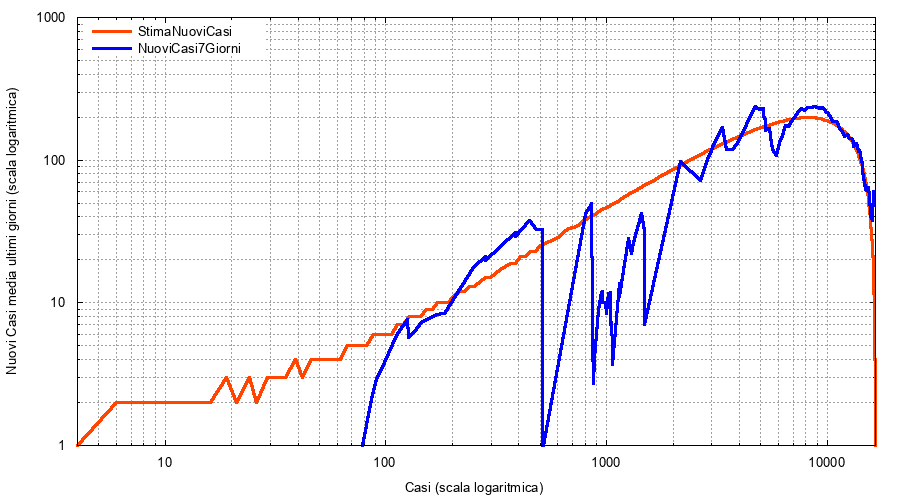 1000
StimaNuoviCasi
NuoviCasi7Giorni
Nuovi Casi media ultimi giorni (scala logaritmica)
100
10
1
10 100 1000 10000
Casi (scala logaritmica)